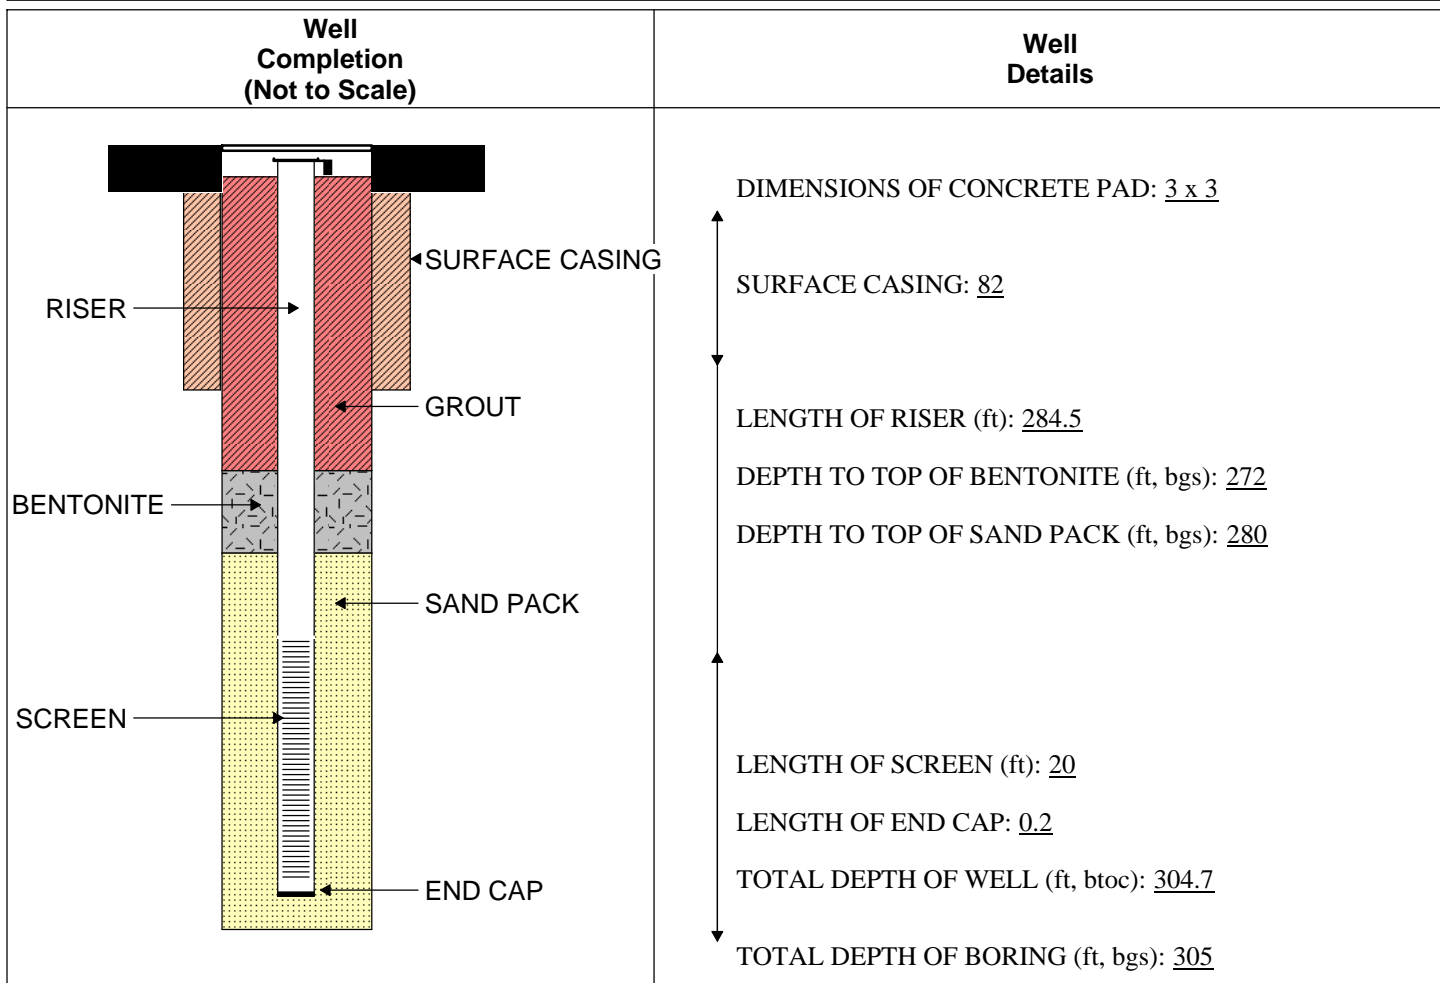 Well
Completion
(Not to Scale)
Well
Details
SURFACE CASING
RISER
GROUT
BENTONITE
SAND PACK
SCREEN
END CAP
DIMENSIONS OF CONCRETE PAD: 3 x 3
SURFACE CASING: 82
LENGTH OF RISER (ft): 284.5
DEPTH TO TOP OF BENTONITE (ft, bgs): 272
DEPTH TO TOP OF SAND PACK (ft, bgs): 280
LENGTH OF SCREEN (ft): 20
LENGTH OF END CAP: 0.2
TOTAL DEPTH OF WELL (ft, btoc): 304.7
TOTAL DEPTH OF BORING (ft, bgs): 305